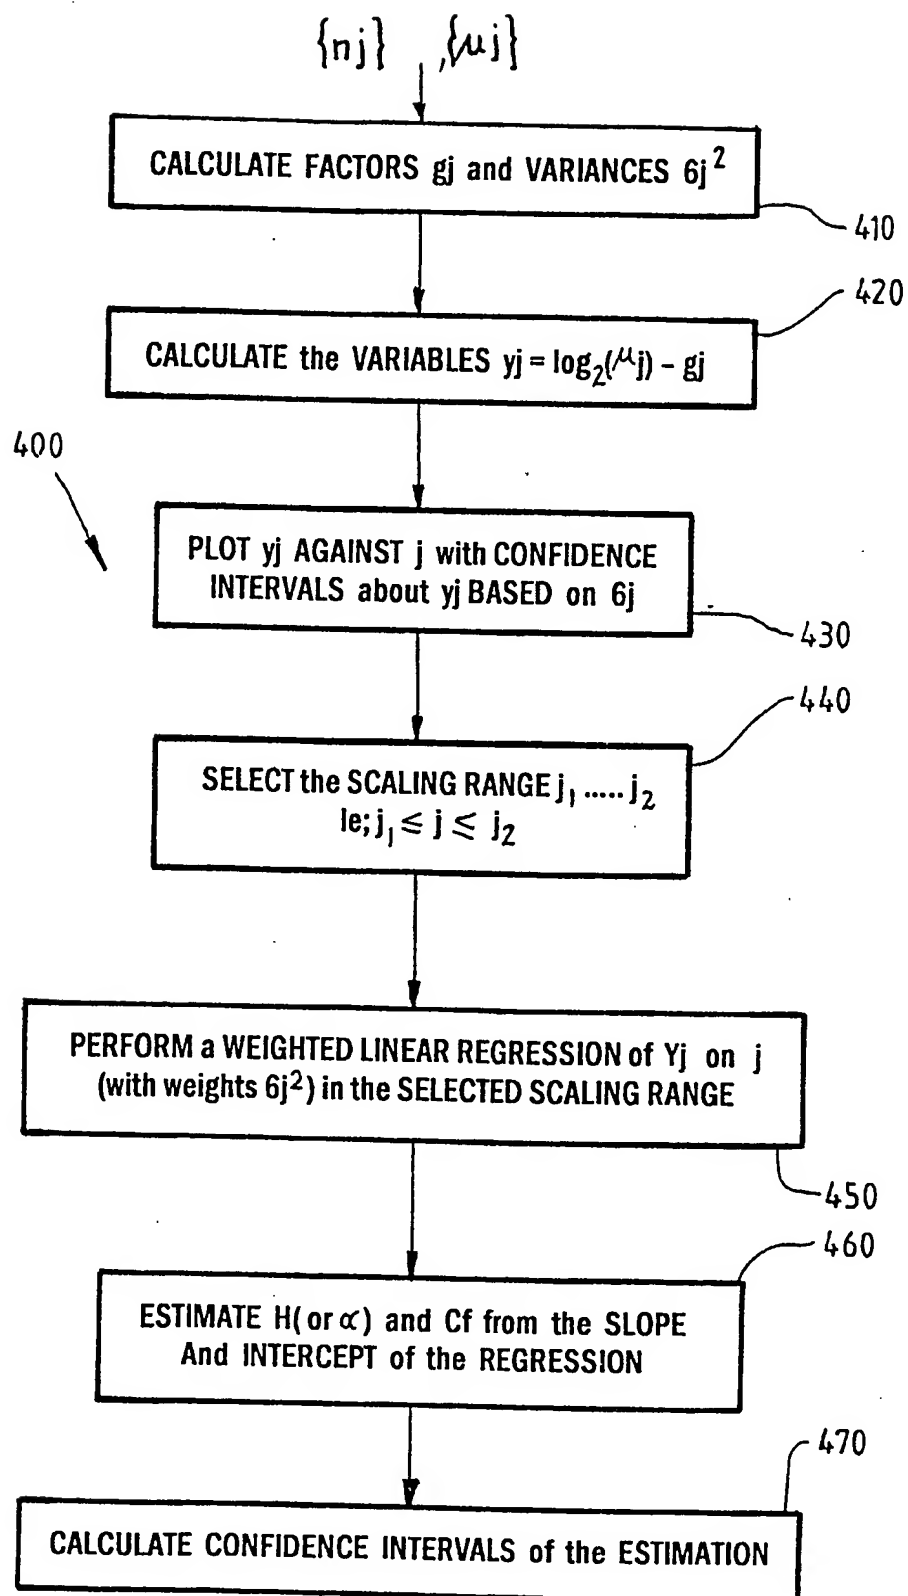 {nj} ,{μj}
CALCULATE FACTORS gj and VARIANCES 6j²
410
420
CALCULATE the VARIABLES yj = log₂(μj) – gj
400
PLOT yj AGAINST j with CONFIDENCE
INTERVALS about yj BASED on 6j
430
440
SELECT the SCALING RANGE j₁ ..... j₂
Ie; j₁ ≤ j ≤ j₂
PERFORM a WEIGHTED LINEAR REGRESSION of Yj on j
(with weights 6j²) in the SELECTED SCALING RANGE
450
460
ESTIMATE H( or ∝) and Cf from the SLOPE
And INTERCEPT of the REGRESSION
470
CALCULATE CONFIDENCE INTERVALS of the ESTIMATION